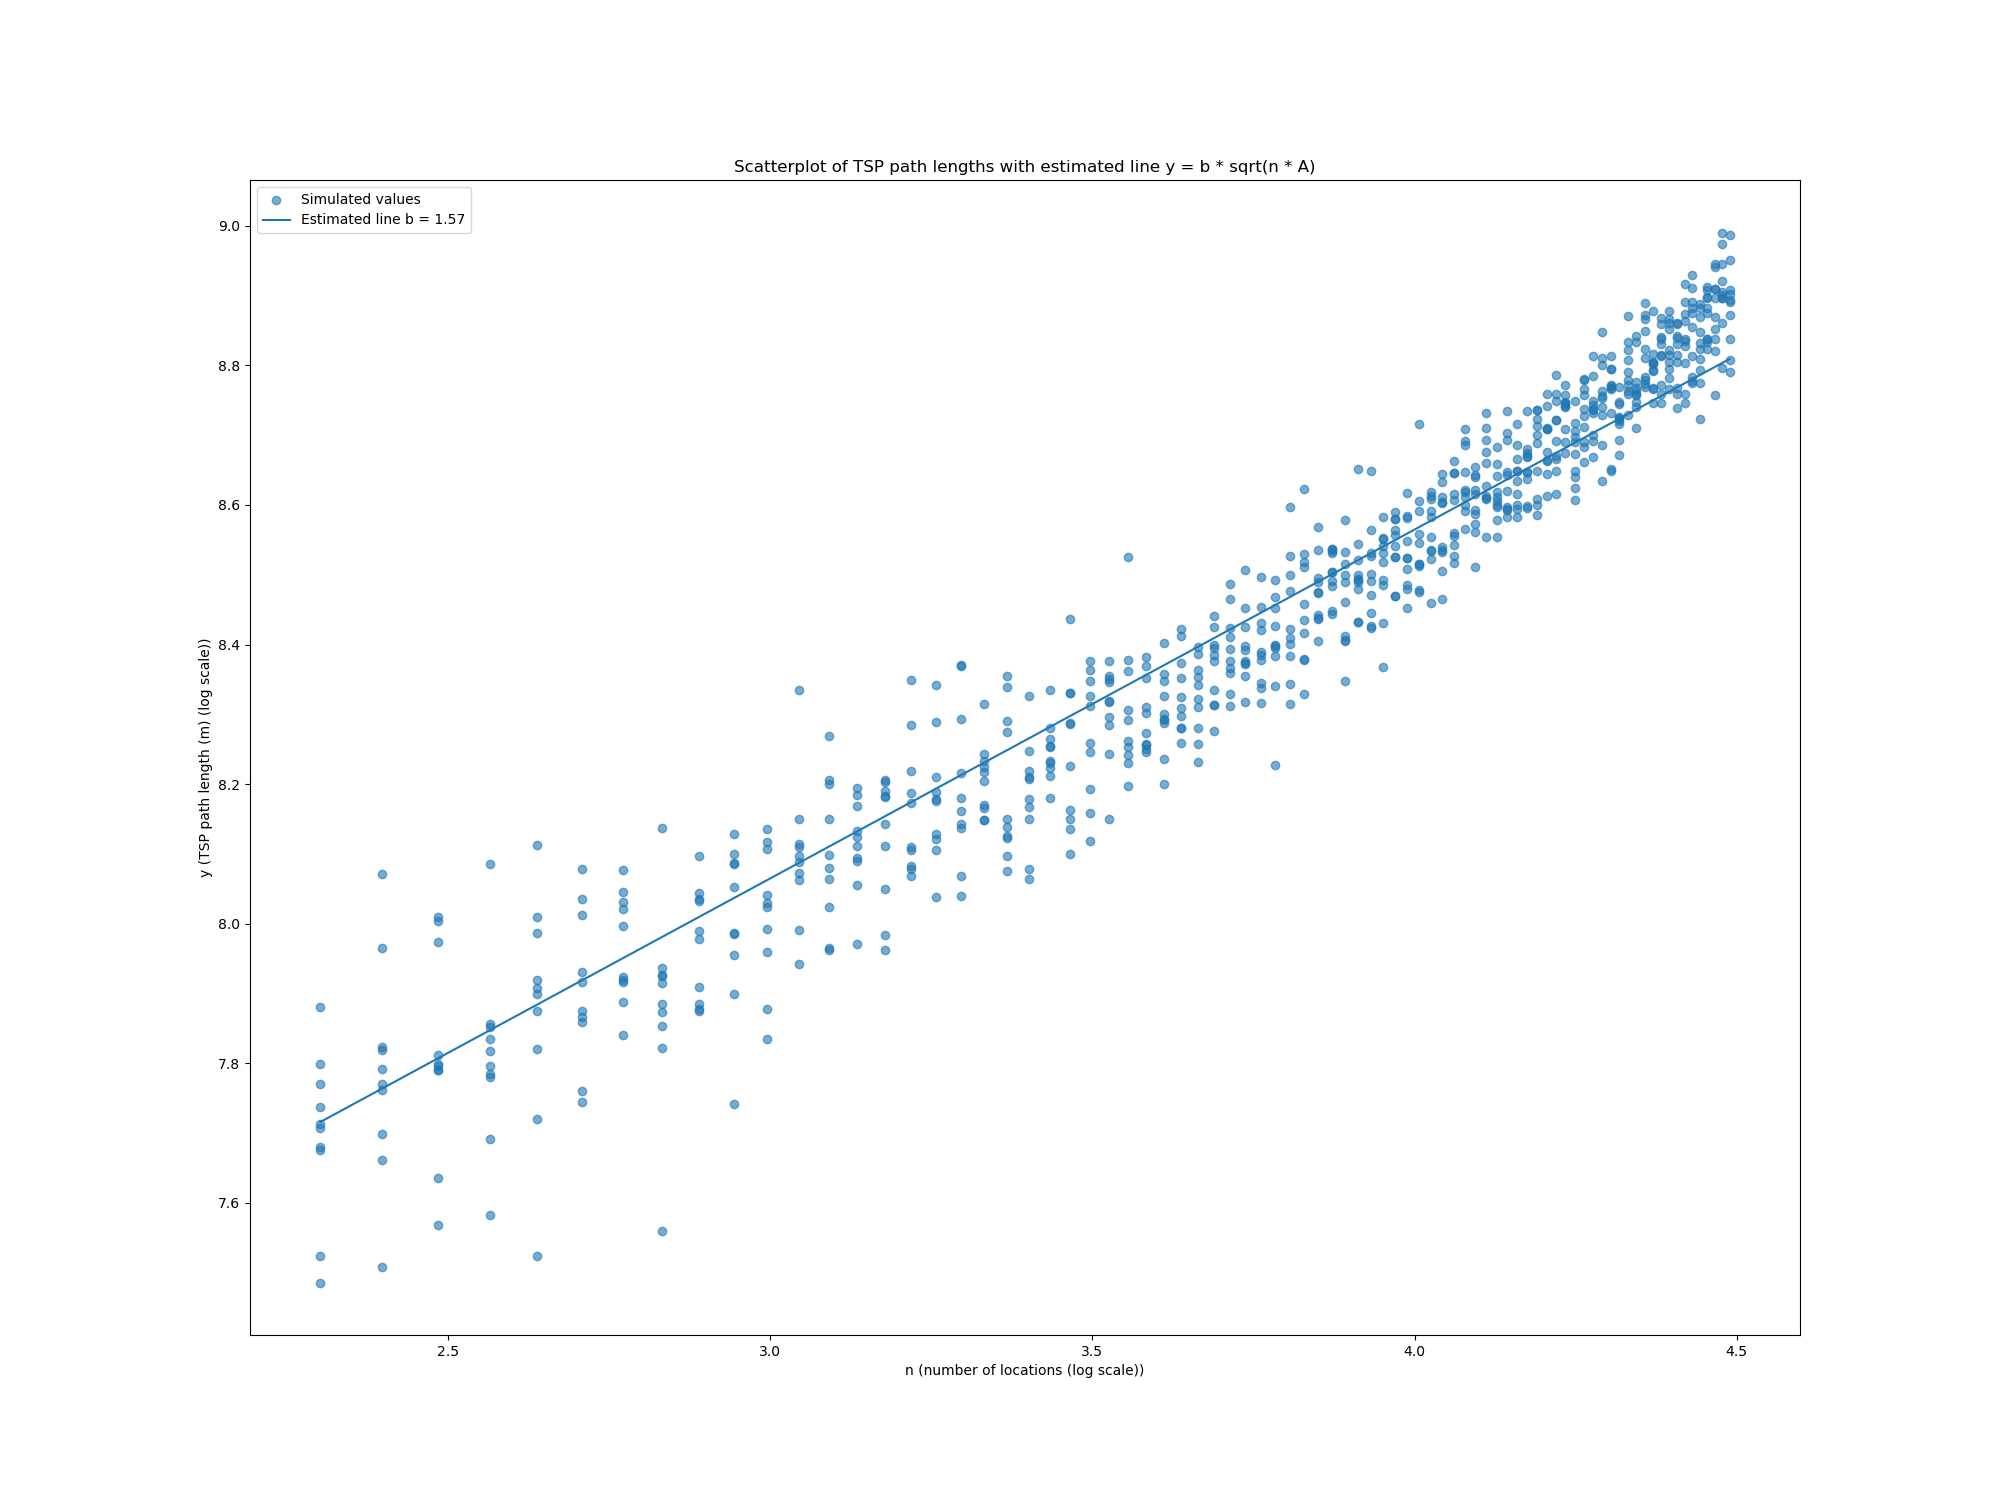 Scatterplot of TSP path lengths with estimated line y = b * sqrt(n * A)
Simulated values
Estimated line b = 1.57
9.0
8.8
8.6
8.4
8.2
8.0
7.8
7.6
y (TSP path length (m) (log scale))
2.5 3.0 3.5 4.0 4.5
n (number of locations (log scale))